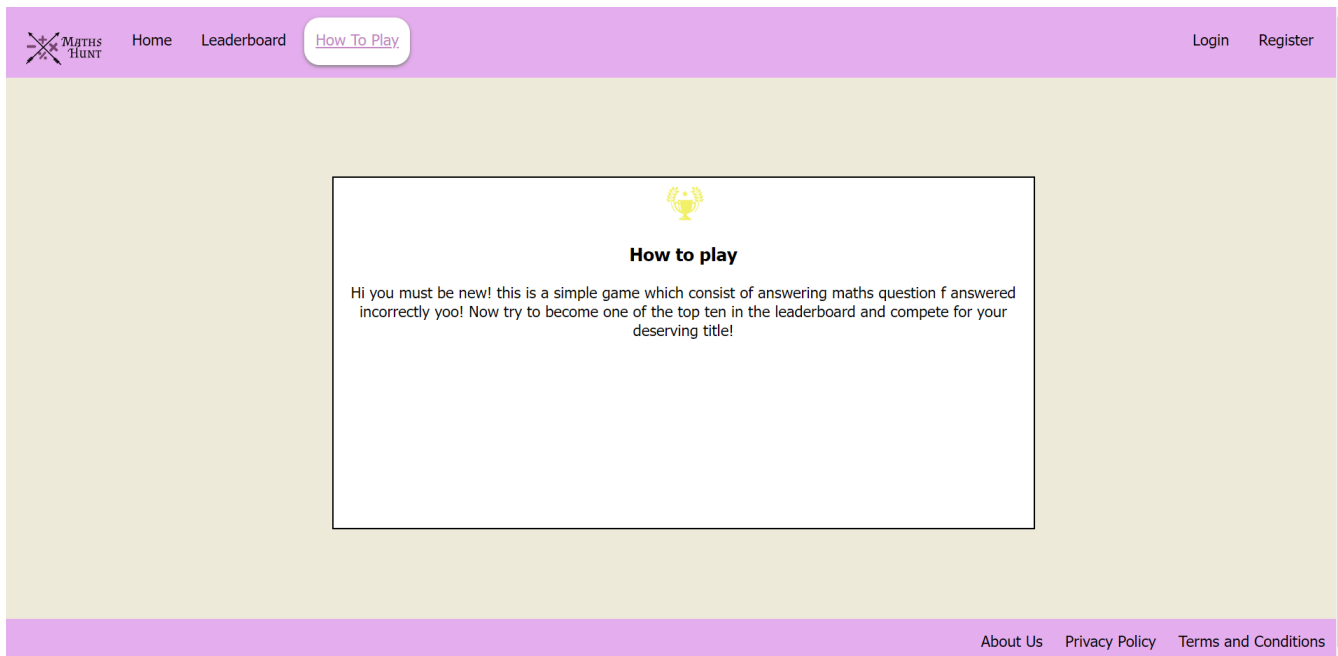 MATHS
HUNT
Home
Leaderboard
How To Play
Login
Register
How to play
Hi you must be new! this is a simple game which consist of answering maths question f answered
incorrectly yoo! Now try to become one of the top ten in the leaderboard and compete for your
deserving title!
About Us
Privacy Policy
Terms and Conditions